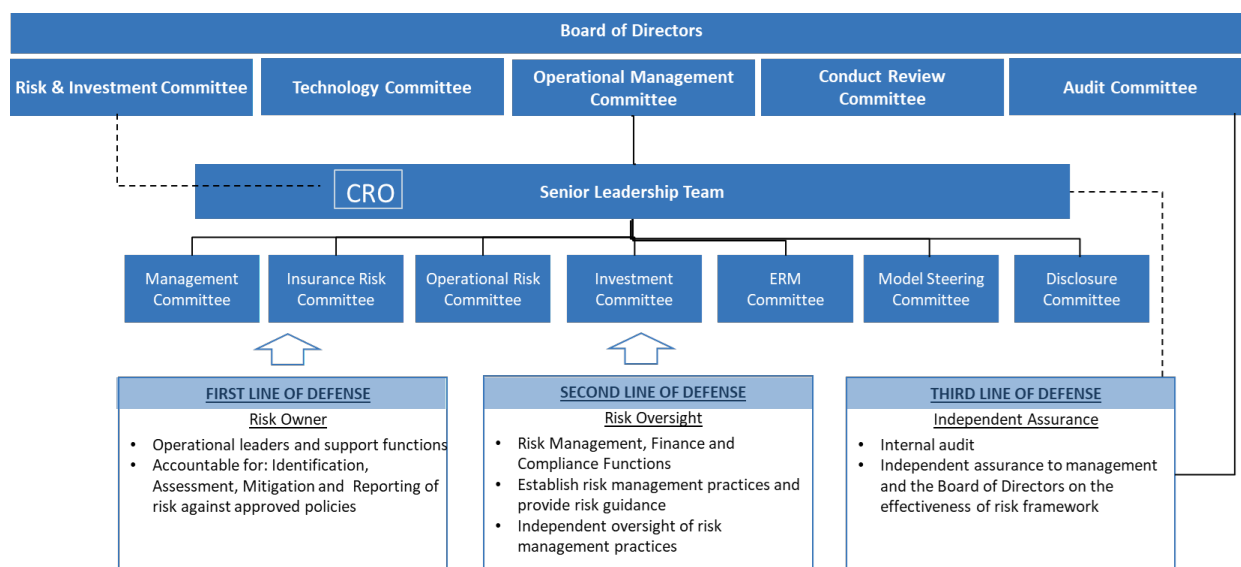 Board of Directors
Risk & Investment Committee
Technology Committee
Operational Management
Committee
Conduct Review
Committee
Audit Committee
CRO
Senior Leadership Team
Management
Committee
Insurance Risk
Committee
Operational Risk
Committee
Investment
Committee
ERM
Committee
Model Steering
Committee
Disclosure
Committee
FIRST LINE OF DEFENSE
Risk Owner
• Operational leaders and support functions
• Accountable for: Identification,
Assessment, Mitigation and Reporting of
risk against approved policies
SECOND LINE OF DEFENSE
Risk Oversight
• Risk Management, Finance and
Compliance Functions
• Establish risk management practices and
provide risk guidance
• Independent oversight of risk
management practices
THIRD LINE OF DEFENSE
Independent Assurance
• Internal audit
• Independent assurance to management
and the Board of Directors on the
effectiveness of risk framework